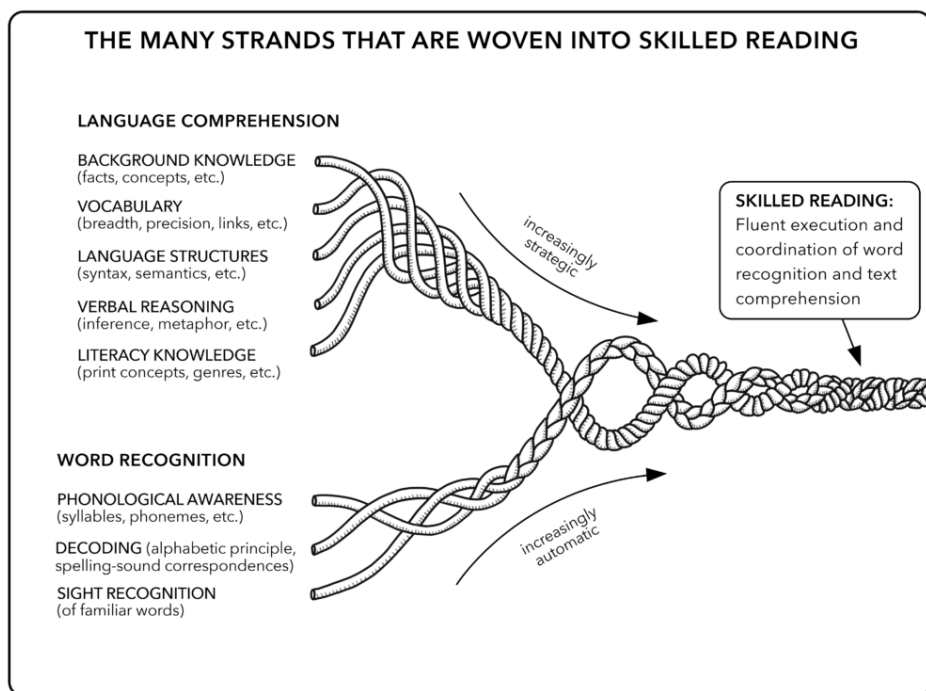 THE MANY STRANDS THAT ARE WOVEN INTO SKILLED READING
LANGUAGE COMPREHENSION
BACKGROUND KNOWLEDGE
(facts, concepts, etc.)
VOCABULARY
(breadth, precision, links, etc.)
LANGUAGE STRUCTURES
(syntax, semantics, etc.)
VERBAL REASONING
(inference, metaphor, etc.)
LITERACY KNOWLEDGE
(print concepts, genres, etc.)
increasingly
strategic
SKILLED READING:
Fluent execution and
coordination of word
recognition and text
comprehension
WORD RECOGNITION
PHONOLOGICAL AWARENESS
(syllables, phonemes, etc.)
DECODING (alphabetic principle,
spelling-sound correspondences)
SIGHT RECOGNITION
(of familiar words)
increasingly
automatic